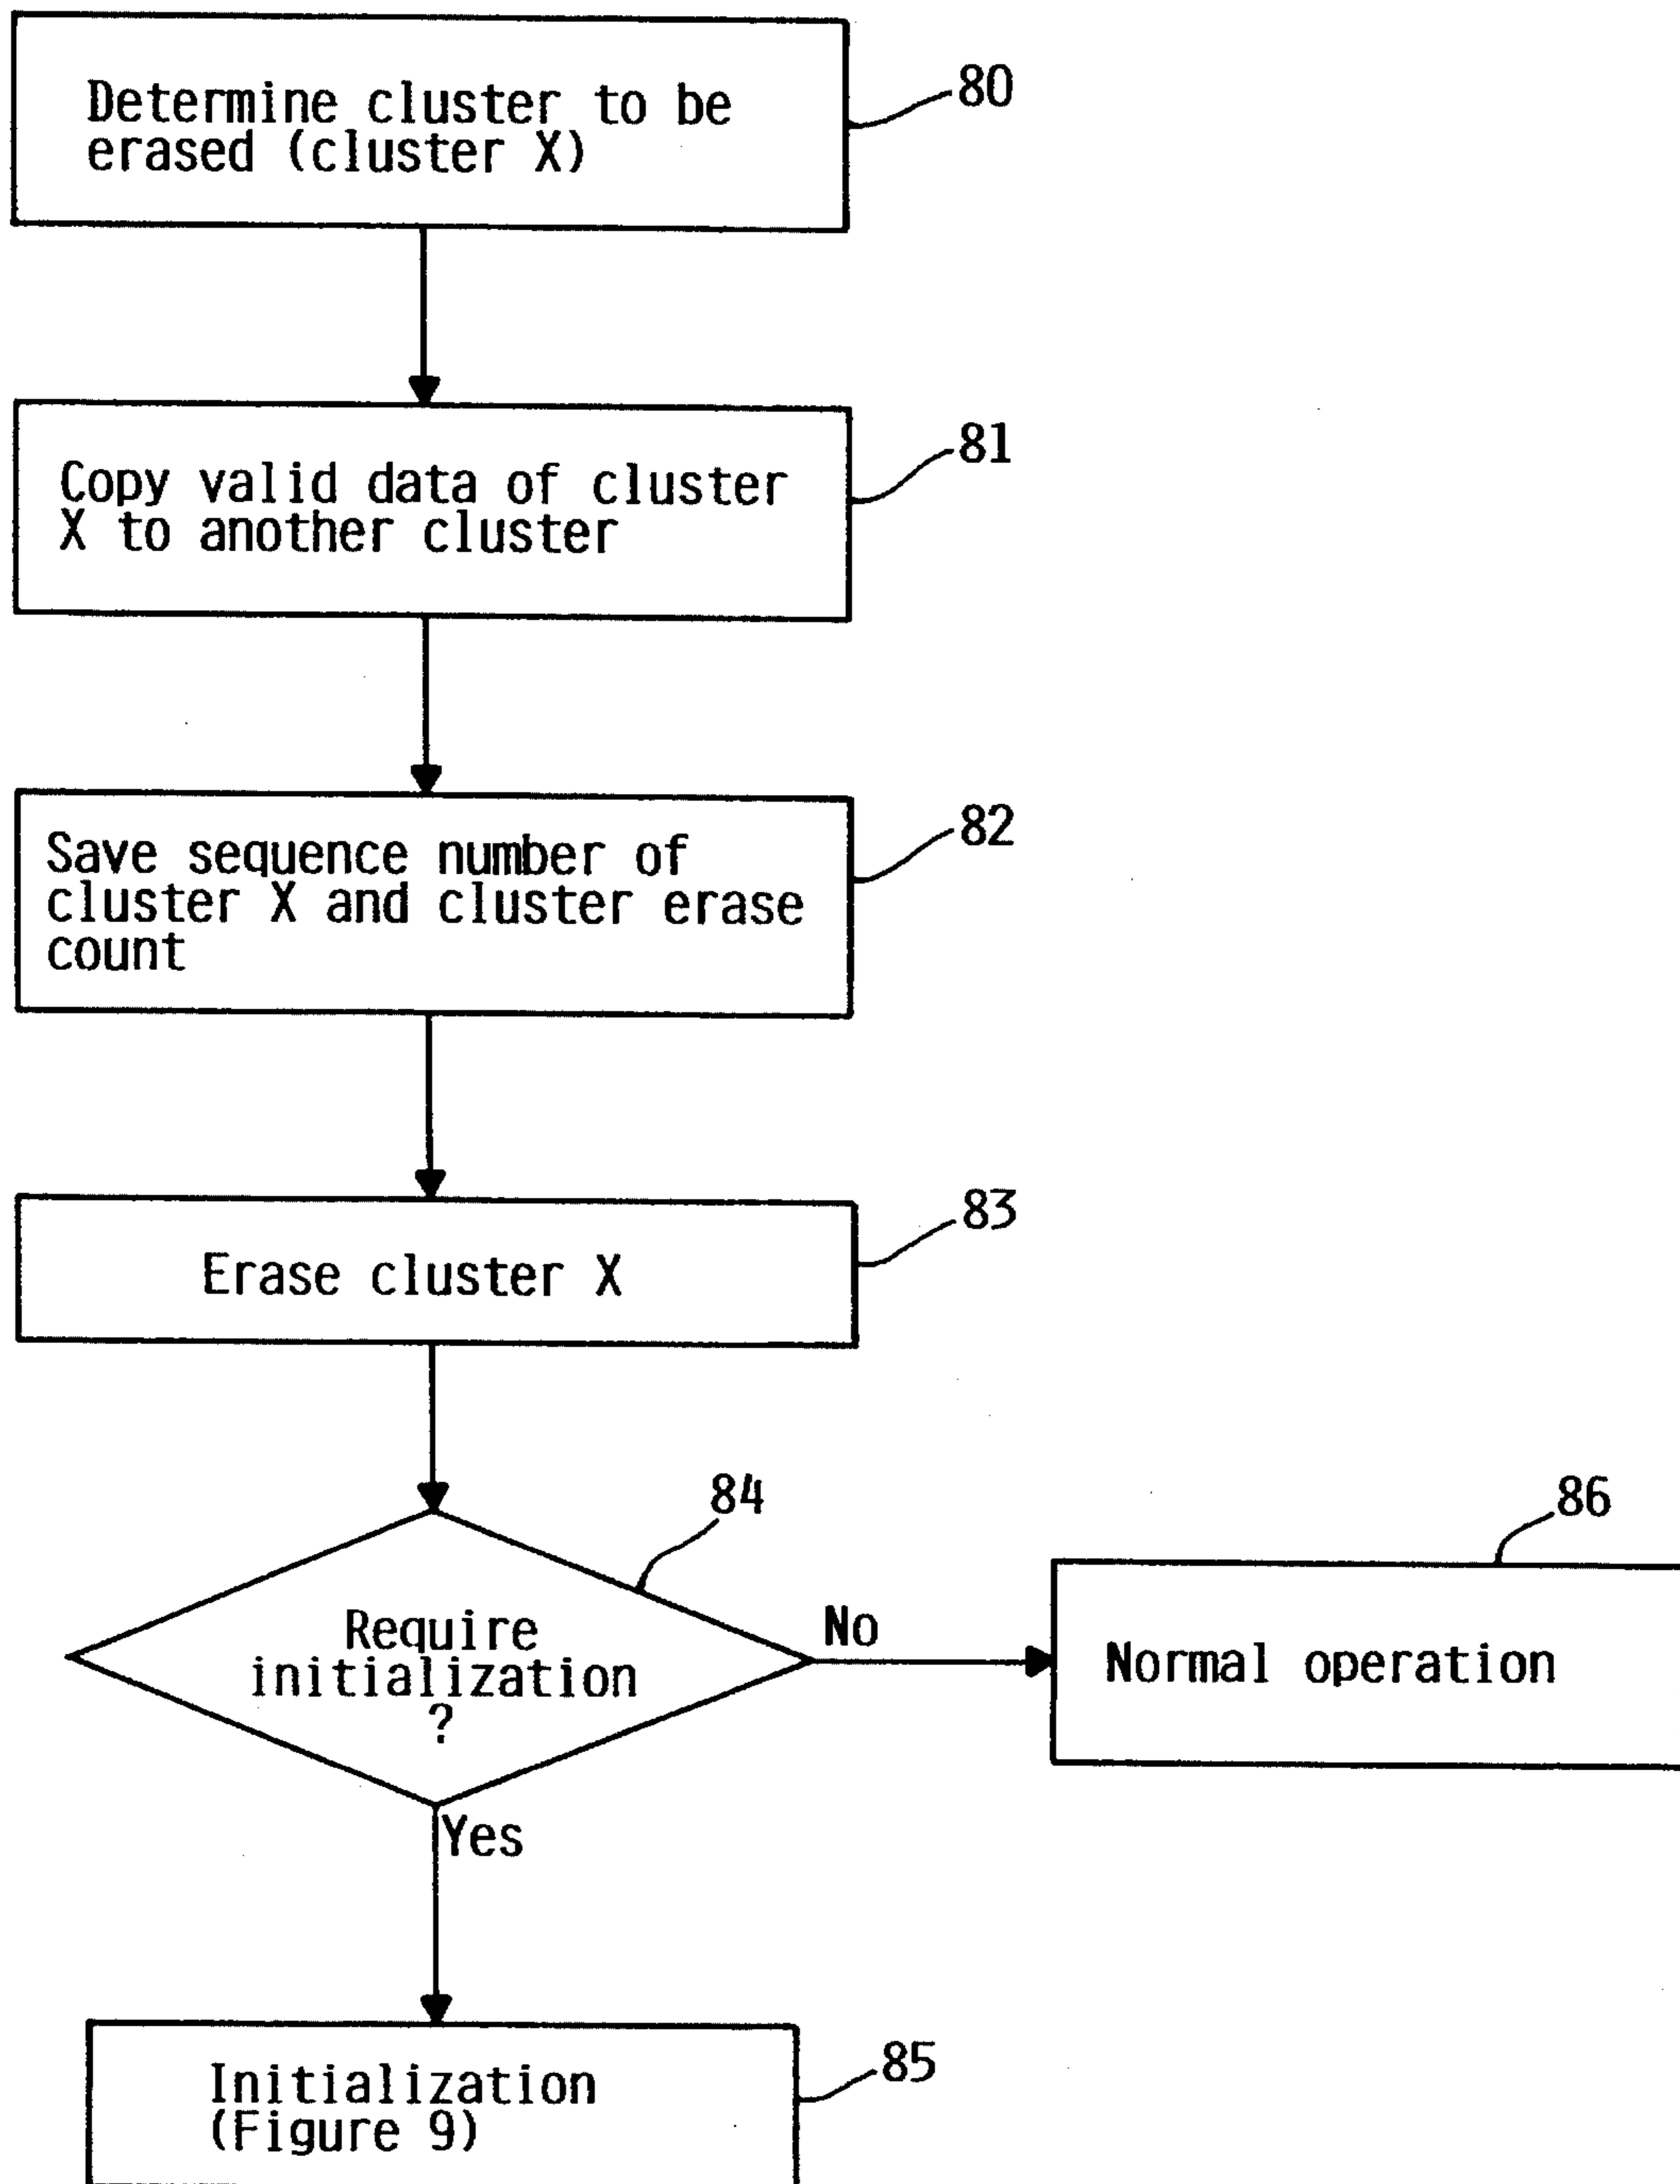 Determine cluster to be
erased (cluster X)
80
Copy valid data of cluster
X to another cluster
81
Save sequence number of
cluster X and cluster erase
count
82
Erase cluster X
83
84
Require
initialization
?
No
86
Normal operation
Yes
Initialization
(Figure 9)
85